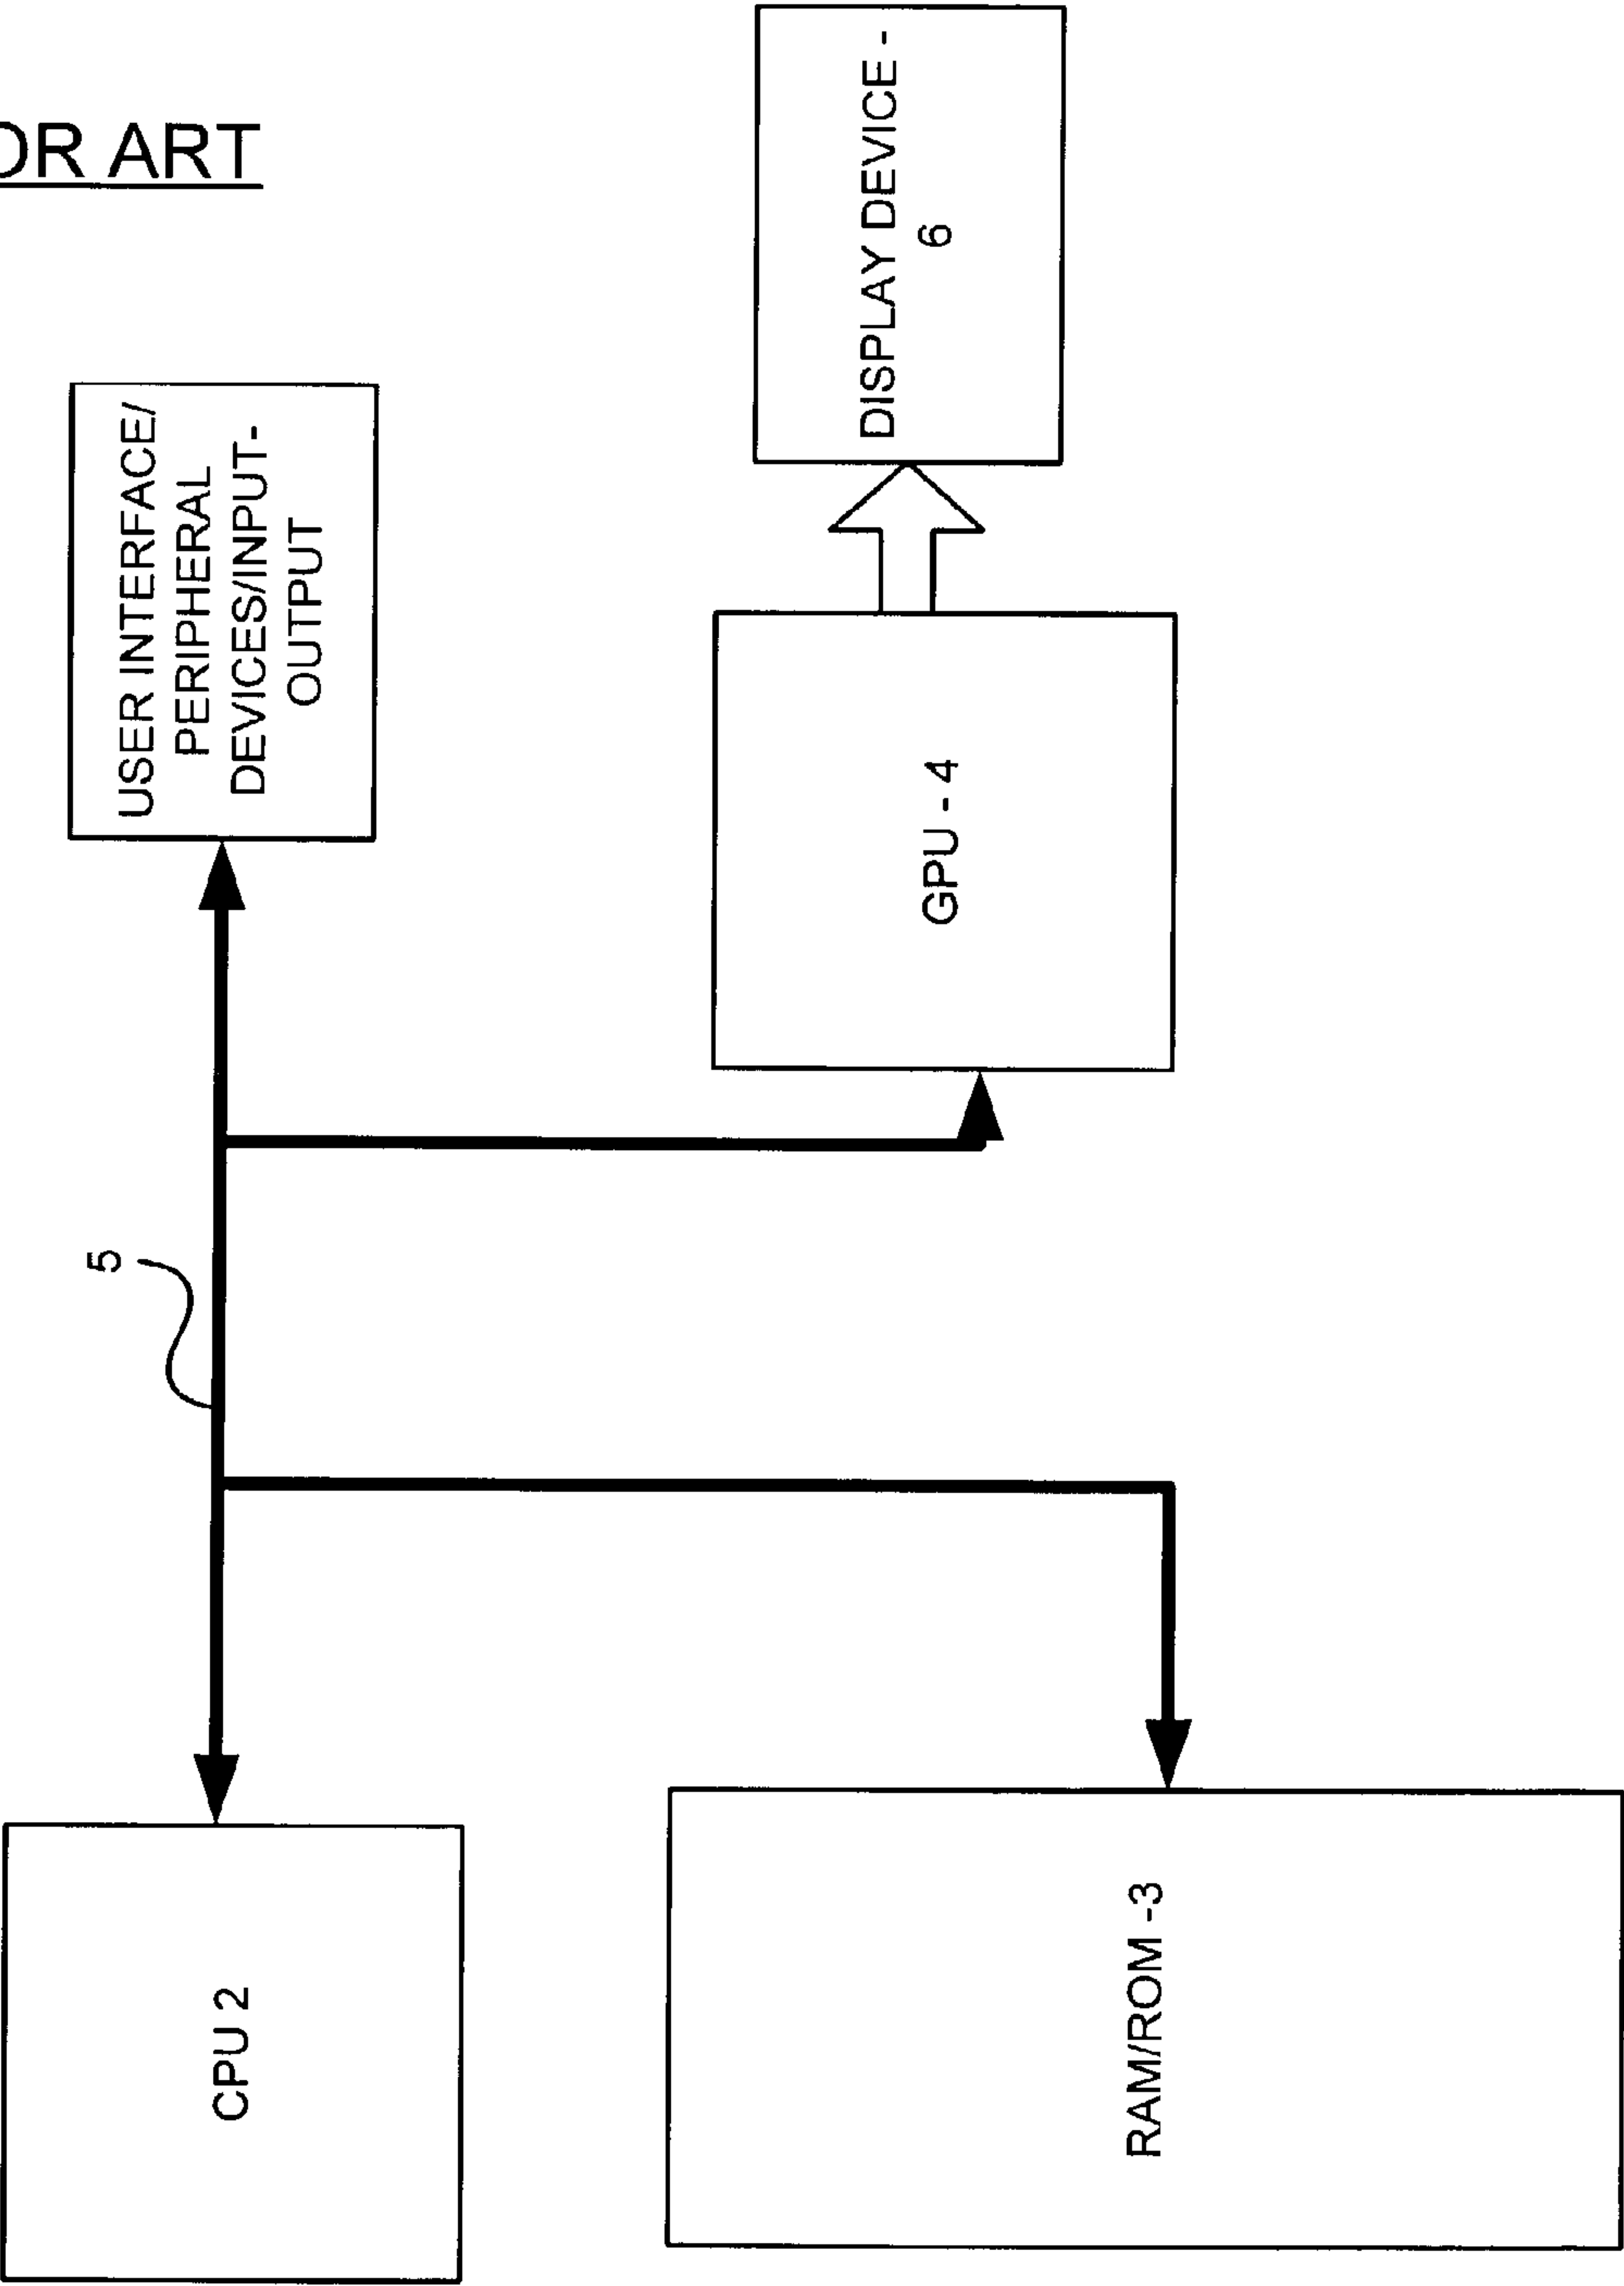 OR ART
CPU 2
5
USER INTERFACE/
PERIPHERAL
DEVICES/INPUT-
OUTPUT
RAM/ROM -3
GPU - 4
DISPLAY DEVICE -
6